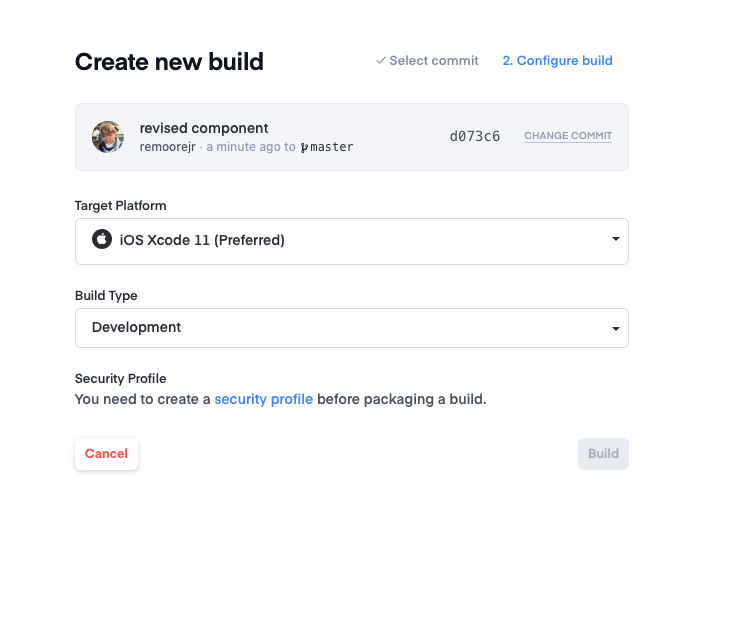 Create new build
✓ Select commit
2. Configure build
revised component
remoorejr · a minute ago to master
d073c6
CHANGE COMMIT
Target Platform
iOS Xcode 11 (Preferred)
Build Type
Development
Security Profile
You need to create a security profile before packaging a build.
Cancel
Build